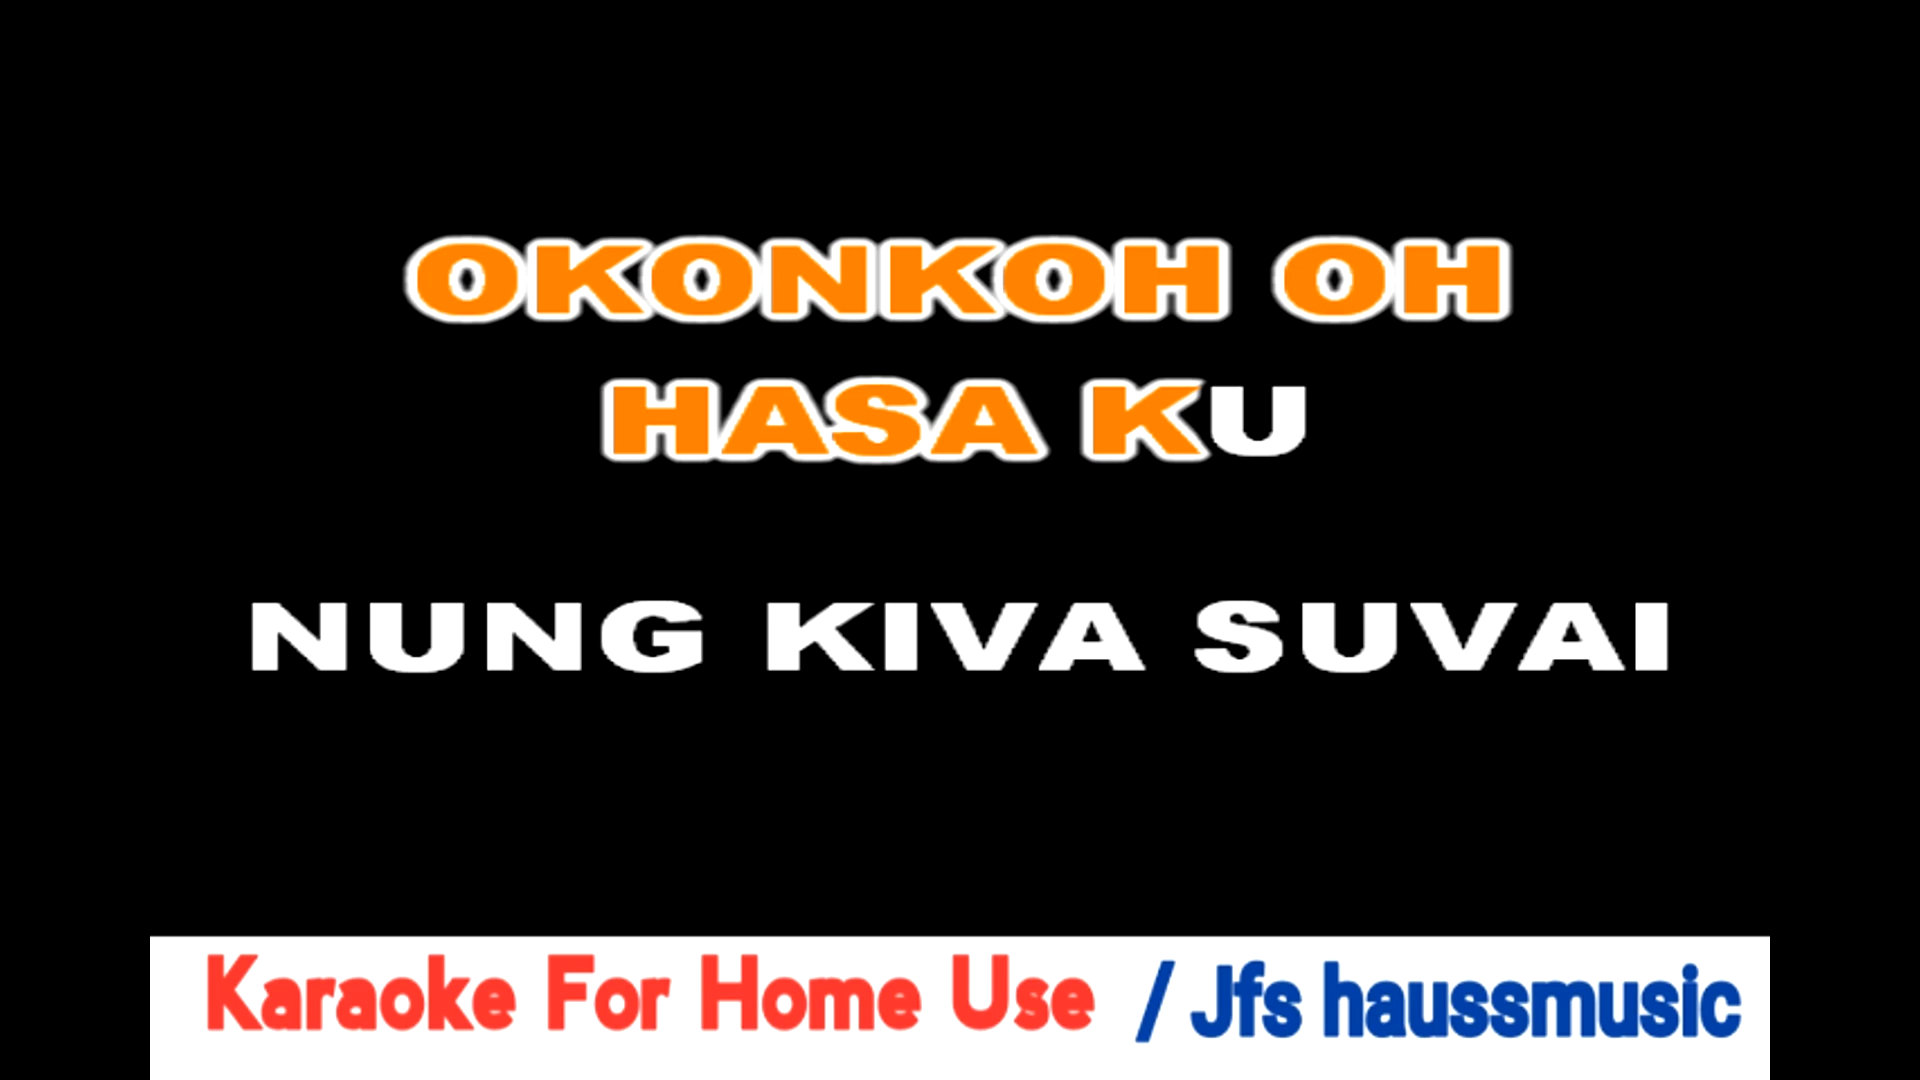 OKONKOH OH
HASA KU
NUNG KIVA SUVAI
Karaoke For Home Use / Jfs haussmusic